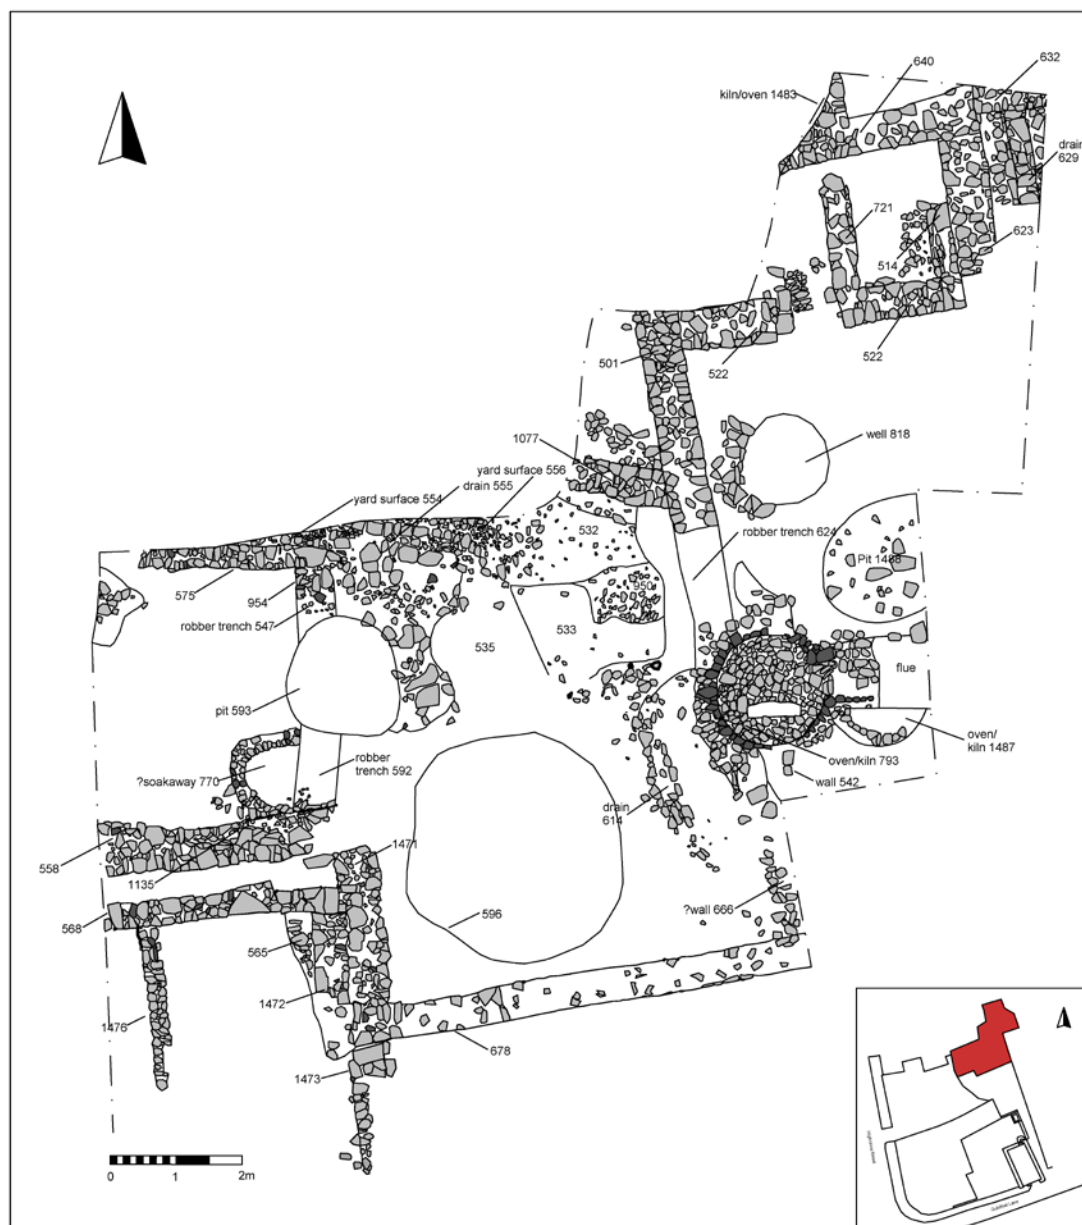 640
632
kiln/oven 1483
drain
629
721
514
623
522
501
522
well 818
1077
yard surface 556
drain 555
yard surface 554
532
robber trench 624
Pit 1488
950
575
954
robber trench 547
535
533
flue
pit 593
oven/
kiln 1487
robber
trench 592
?soakaway 770
oven/kiln 793
wall 542
drain
614
558
1471
1135
?wall 666
568
596
565
1472
1476
678
1473
0
1
2m